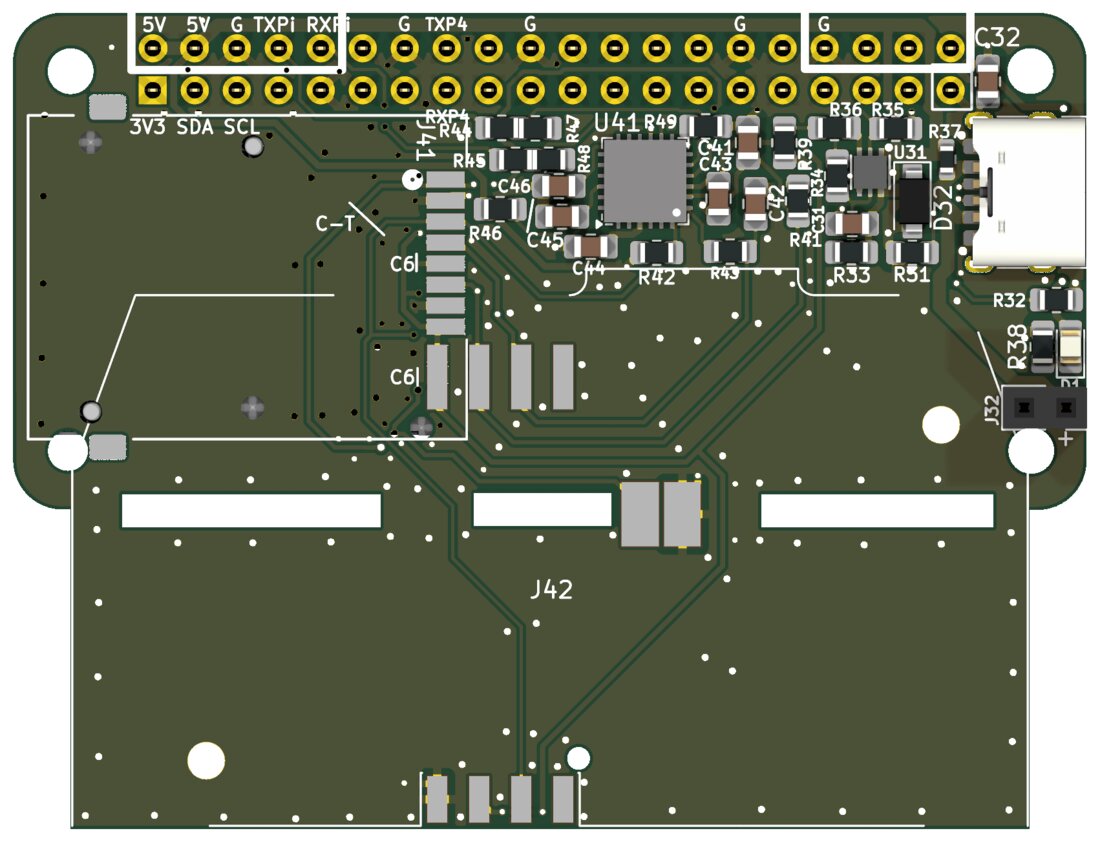 5V 5V G TXPi RXPi G TXP4 G G G
C32
3V3 SDA SCL RXP4
R44 R47 U41 R49 R36 R35
J41 C41 R39 R37
R45 R48 C43 U31
C46 R34
C-T R46 C45 C42 C31 D32
C44 R42 R43 R41 R33 R51
C6
R32
R38
C6 D1
J32
+
J42